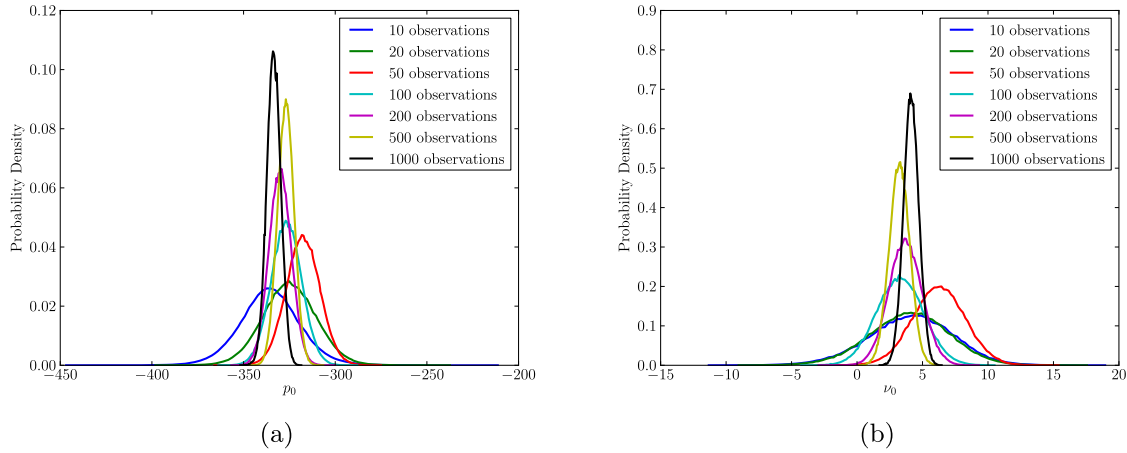 0.12
0.10
0.08
0.06
0.04
0.02
0.00
Probability Density
−450
−400
−350
−300
−250
−200
p₀
10 observations
20 observations
50 observations
100 observations
200 observations
500 observations
1000 observations
(a)
0.9
0.8
0.7
0.6
0.5
0.4
0.3
0.2
0.1
0.0
Probability Density
−15
−10
−5
0
5
10
15
20
ν₀
10 observations
20 observations
50 observations
100 observations
200 observations
500 observations
1000 observations
(b)